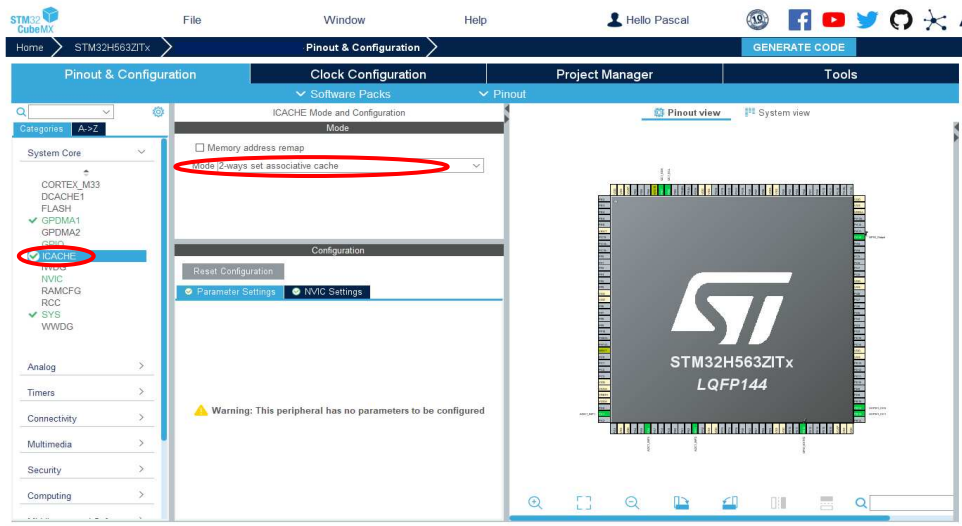 STM32
CubeMX
File
Window
Help
Hello Pascal
Home
STM32H563ZITx
Pinout & Configuration
GENERATE CODE
Pinout & Configuration
Clock Configuration
Project Manager
Tools
Software Packs
Pinout
Categories
A->Z
System Core
CORTEX_M33
DCACHE1
FLASH
GPDMA1
GPDMA2
GPIO
ICACHE
IWDG
NVIC
RAMCFG
RCC
SYS
WWDG
Analog
Timers
Connectivity
Multimedia
Security
Computing
ICACHE Mode and Configuration
Mode
Memory address remap
Mode 2-ways set associative cache
Configuration
Reset Configuration
Parameter Settings
NVIC Settings
Warning: This peripheral has no parameters to be configured
Pinout view
System view
STM32H563ZITx
LQFP144